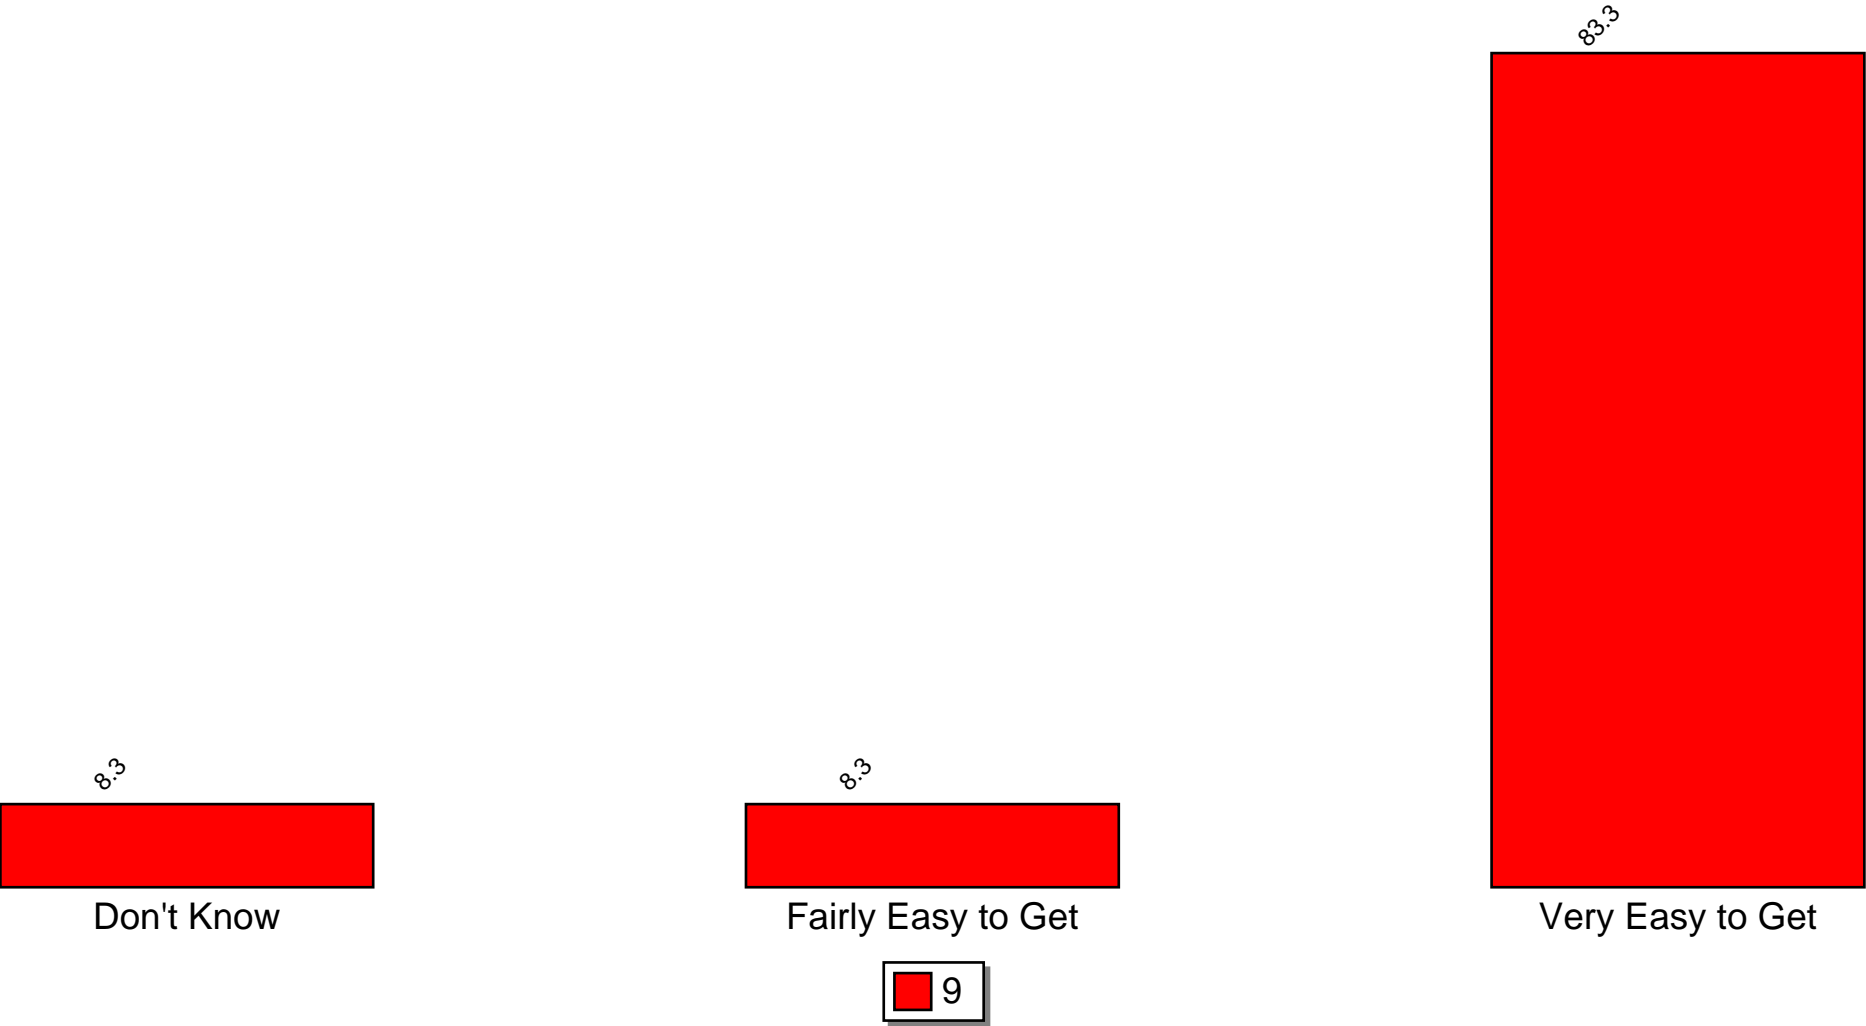 83.3
8.3
8.3
Don't Know
Fairly Easy to Get
Very Easy to Get
9